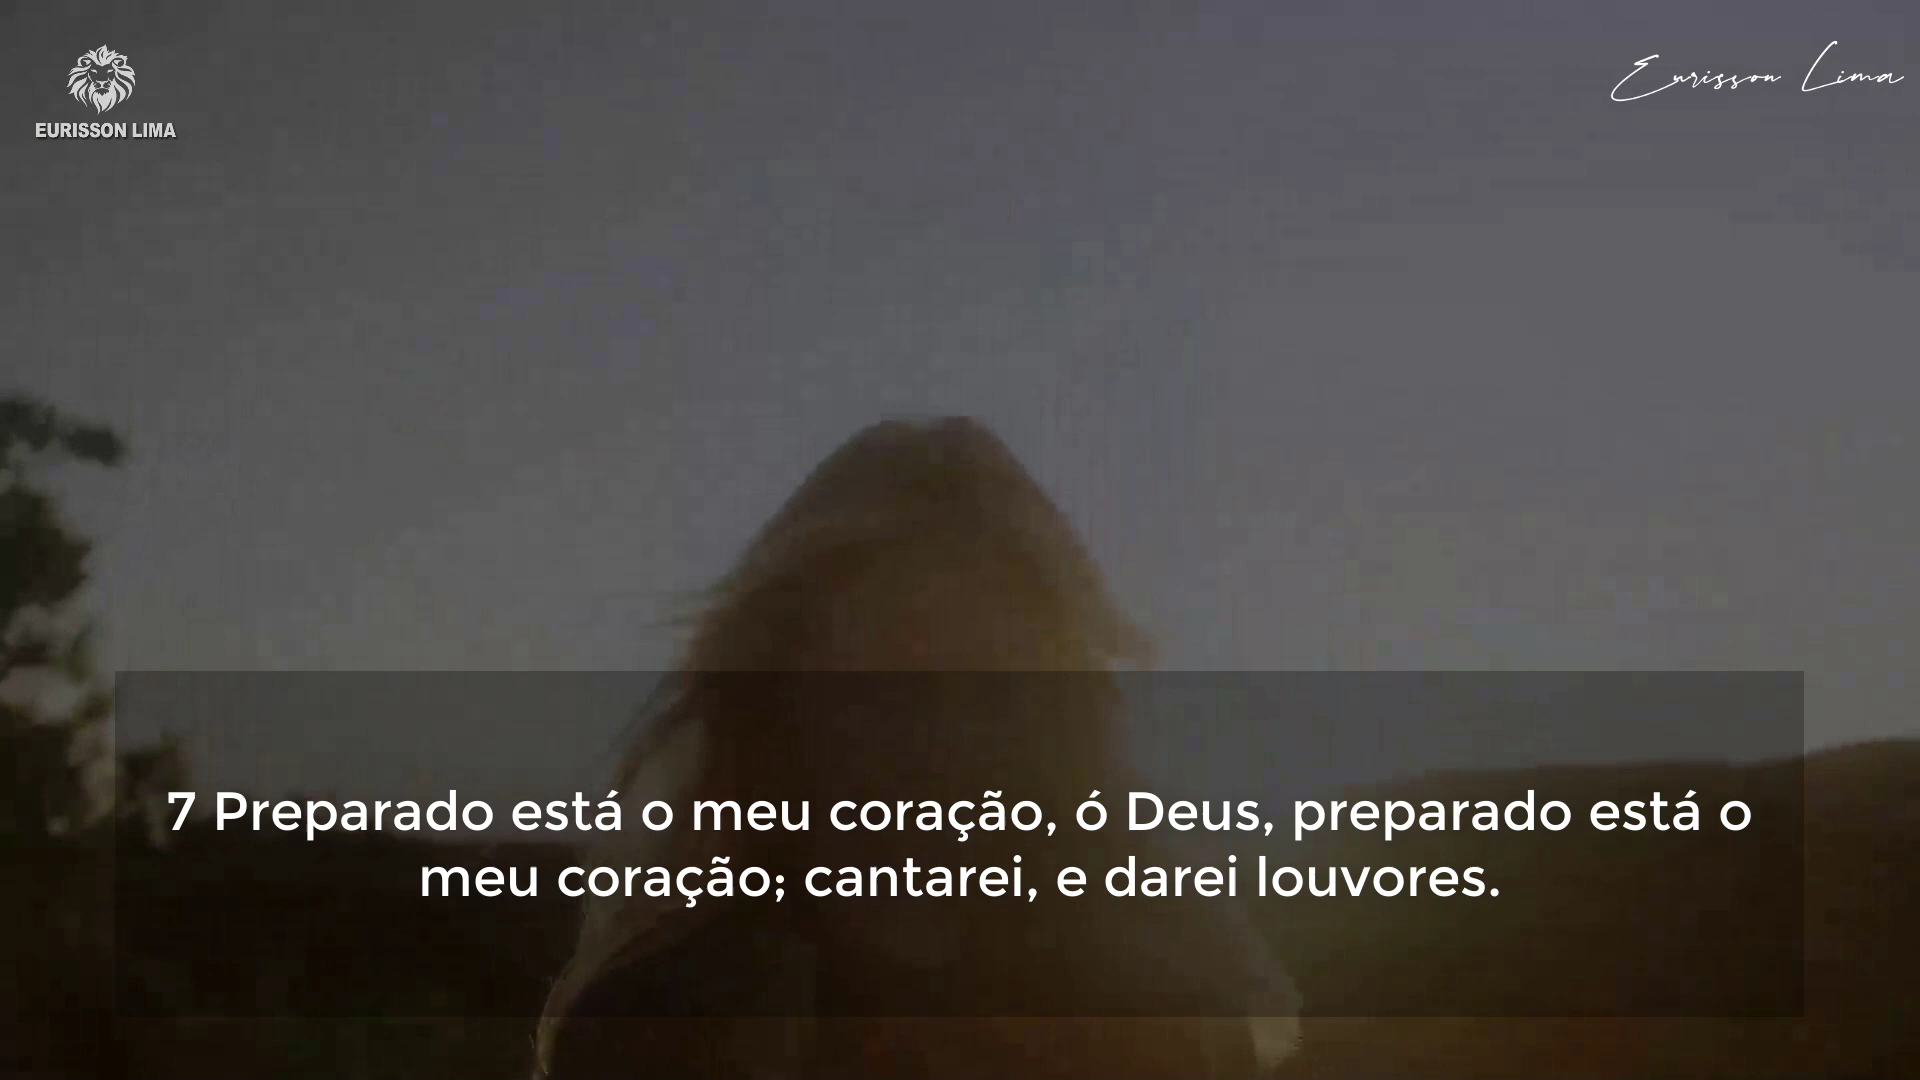 EURISSON LIMA
Eurisson Lima
7 Preparado está o meu coração, ó Deus, preparado está o
meu coração; cantarei, e darei louvores.